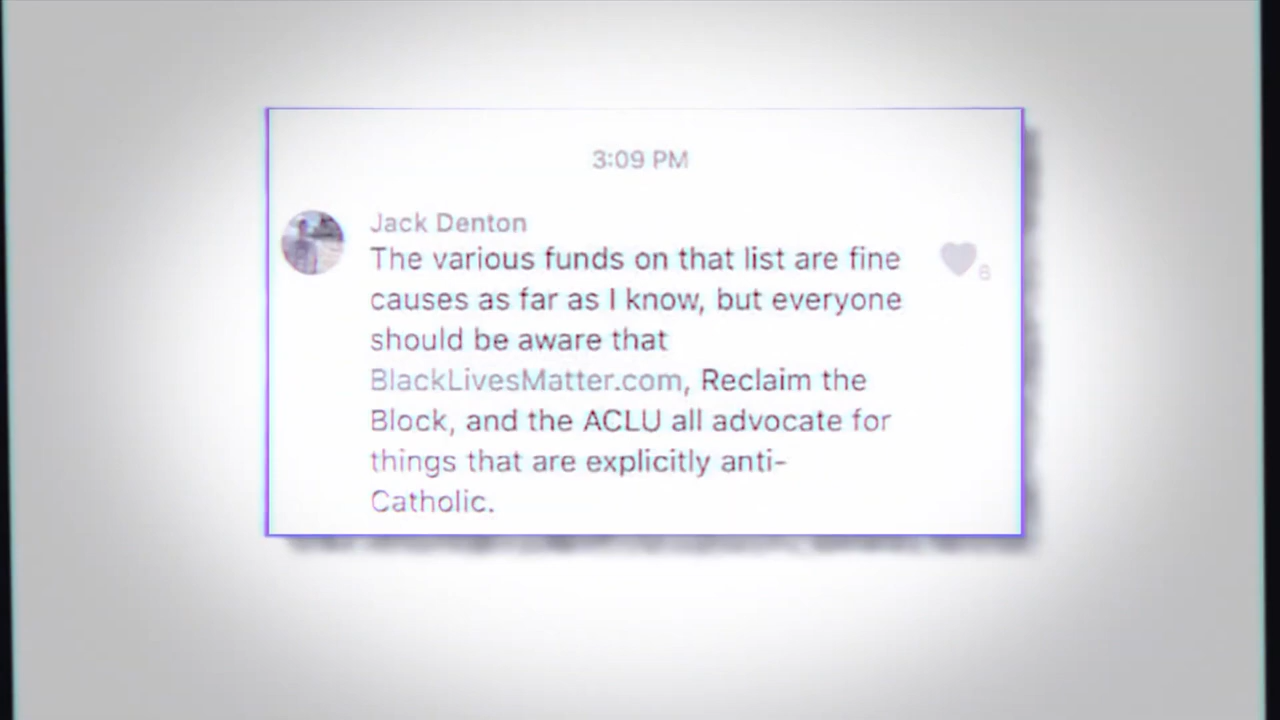 3:09 PM
Jack Denton
The various funds on that list are fine
causes as far as I know, but everyone
should be aware that
BlackLivesMatter.com, Reclaim the
Block, and the ACLU all advocate for
things that are explicitly anti-
Catholic.
6